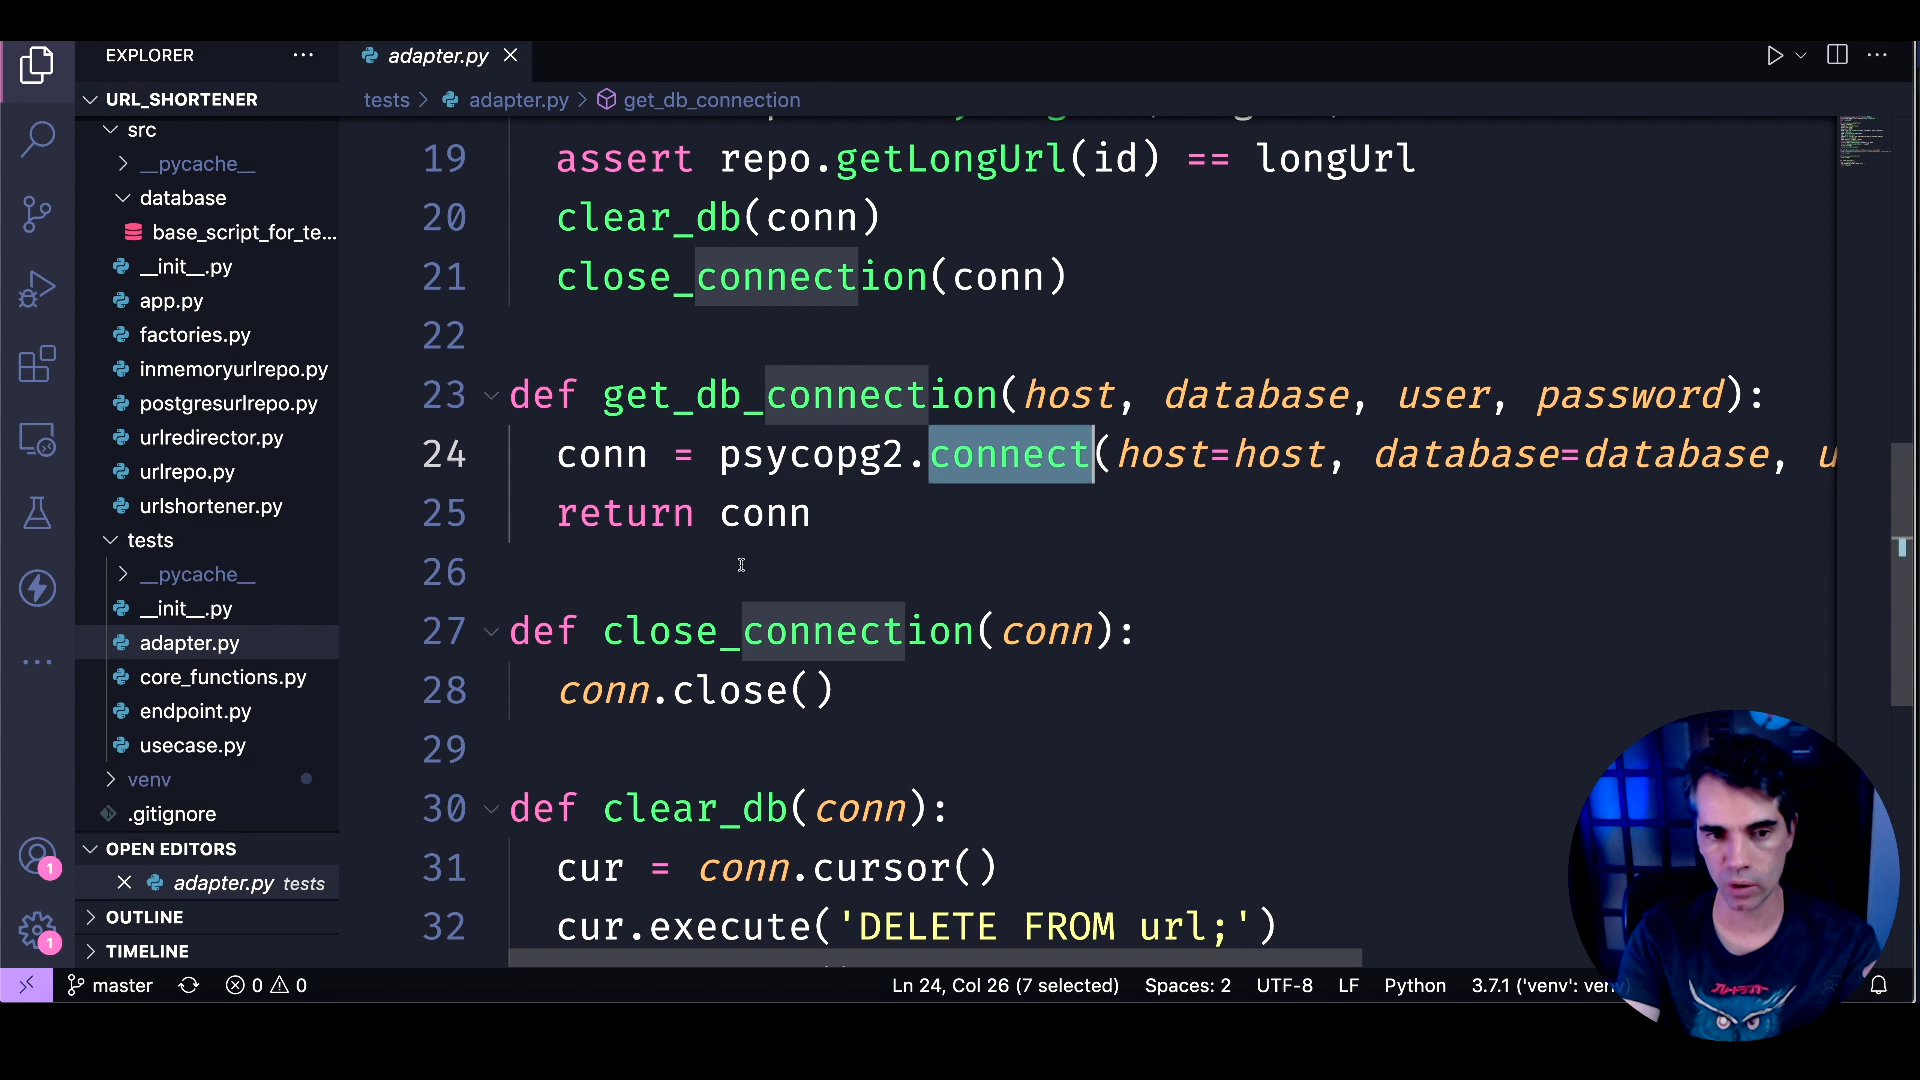 EXPLORER
adapter.py
URL_SHORTENER
tests
adapter.py
get_db_connection
src
__pycache__
database
base_script_for_te...
__init__.py
app.py
factories.py
inmemoryurlrepo.py
postgresurlrepo.py
urlredirector.py
urlrepo.py
urlshortener.py
tests
__pycache__
__init__.py
adapter.py
core_functions.py
endpoint.py
usecase.py
venv
.gitignore
OPEN EDITORS
adapter.py tests
OUTLINE
TIMELINE
19 assert repo.getLongUrl(id) == longUrl
20 clear_db(conn)
21 close_connection(conn)
22
23 def get_db_connection(host, database, user, password):
24 conn = psycopg2.connect(host=host, database=database, u
25 return conn
26
27 def close_connection(conn):
28 conn.close()
29
30 def clear_db(conn):
31 cur = conn.cursor()
32 cur.execute('DELETE FROM url;')
1
1
master
0 0
Ln 24, Col 26 (7 selected)
Spaces: 2
UTF-8
LF
Python
3.7.1 ('venv': ven